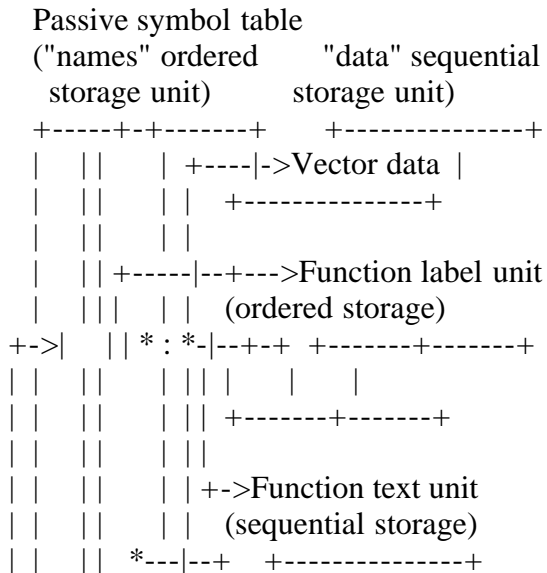 Passive symbol table
("names" ordered "data" sequential
storage unit) storage unit)
+-----+-+-------+ +---------------+
| || | +----|->Vector data |
| || | | +---------------+
| || | |
| || +-----|--+--->Function label unit
| ||| | | (ordered storage)
+->| || * : *-|--+-+ +-------+-------+
| | || | || | | |
| | || | || +-------+-------+
| | || | ||
| | || | | +->Function text unit
| | || | | (sequential storage)
| | || *---|--+ +---------------+